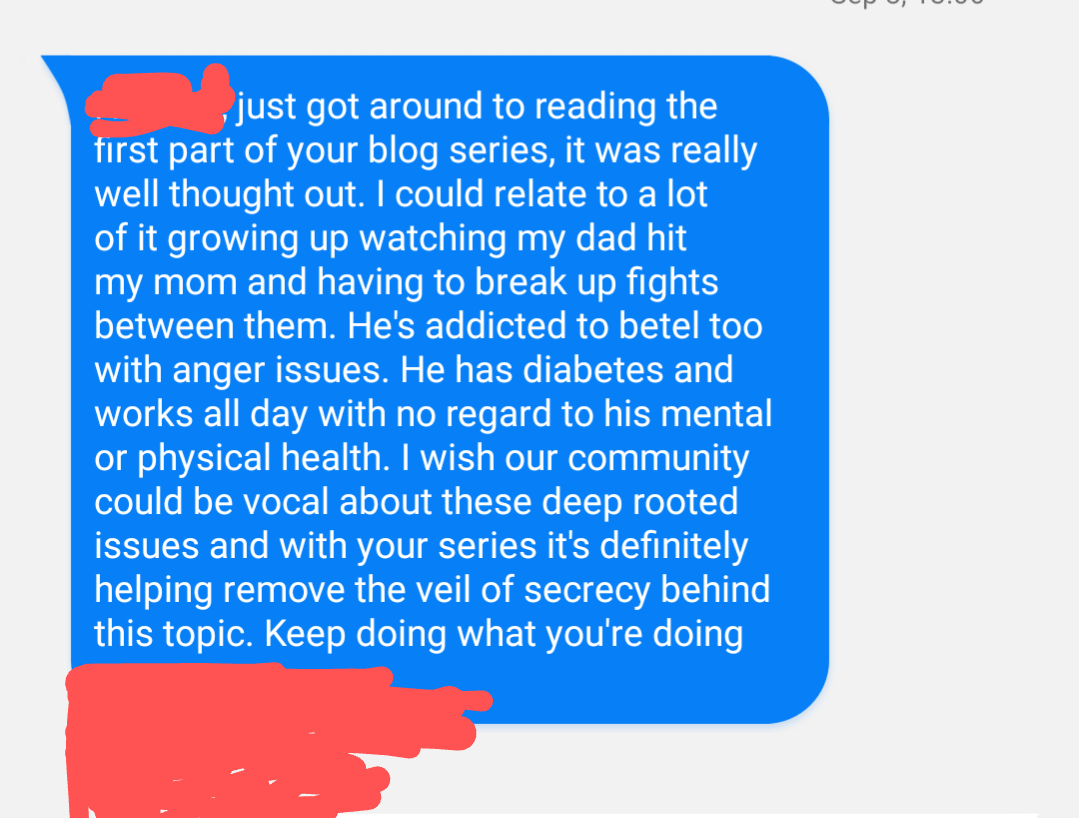 , just got around to reading the
first part of your blog series, it was really
well thought out. I could relate to a lot
of it growing up watching my dad hit
my mom and having to break up fights
between them. He's addicted to betel too
with anger issues. He has diabetes and
works all day with no regard to his mental
or physical health. I wish our community
could be vocal about these deep rooted
issues and with your series it's definitely
helping remove the veil of secrecy behind
this topic. Keep doing what you're doing